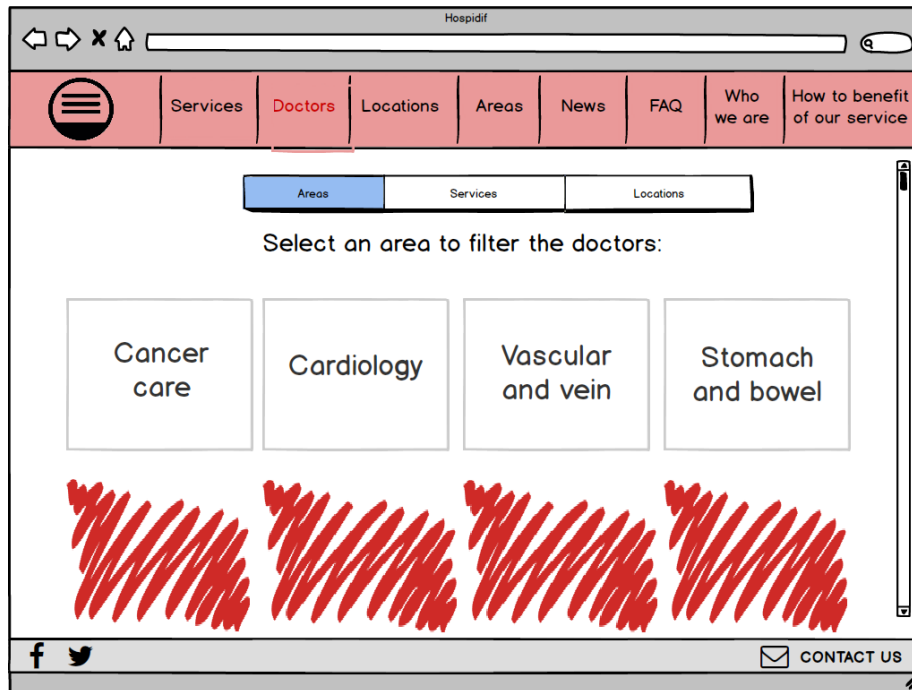 Hospidif
Services Doctors Locations Areas News FAQ Who we are How to benefit of our service
Areas Services Locations
Select an area to filter the doctors:
Cancer
care
Cardiology
Vascular
and vein
Stomach
and bowel
CONTACT US